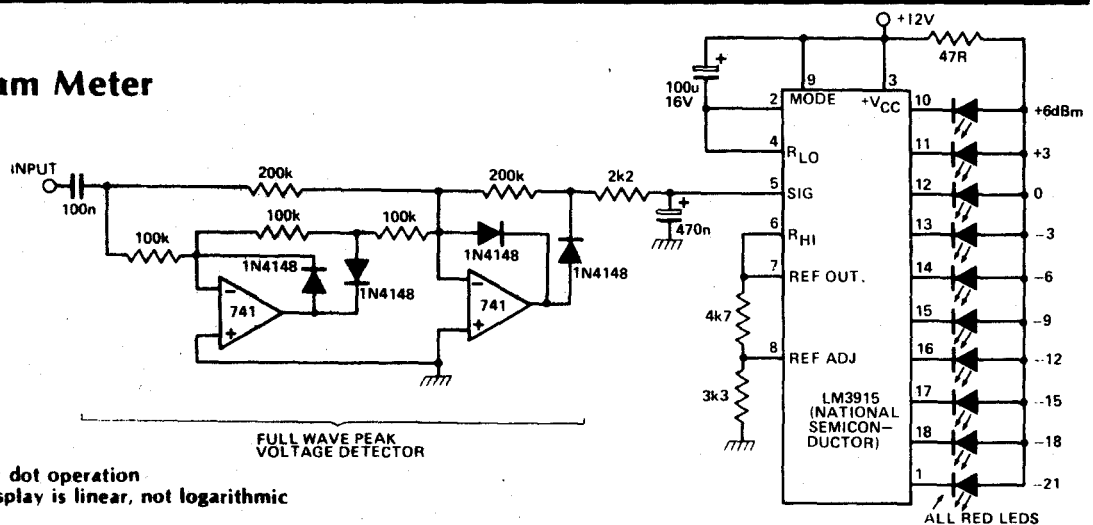 am Meter
INPUT
100n
200k
100k
100k
100k
1N4148
1N4148
741
200k
1N4148
741
1N4148
2k2
470n
FULL WAVE PEAK
VOLTAGE DETECTOR
dot operation
splay is linear, not logarithmic
+12V
47R
100u
16V
9
MODE
3
+VCC
2
4
RLO
5
SIG
6
RHI
7
REF OUT.
4k7
8
REF ADJ
3k3
LM3915
(NATIONAL
SEMICON-
DUCTOR)
10
+6dBm
11
+3
12
0
13
-3
14
-6
15
-9
16
--12
17
--15
18
--18
1
--21
ALL RED LEDS